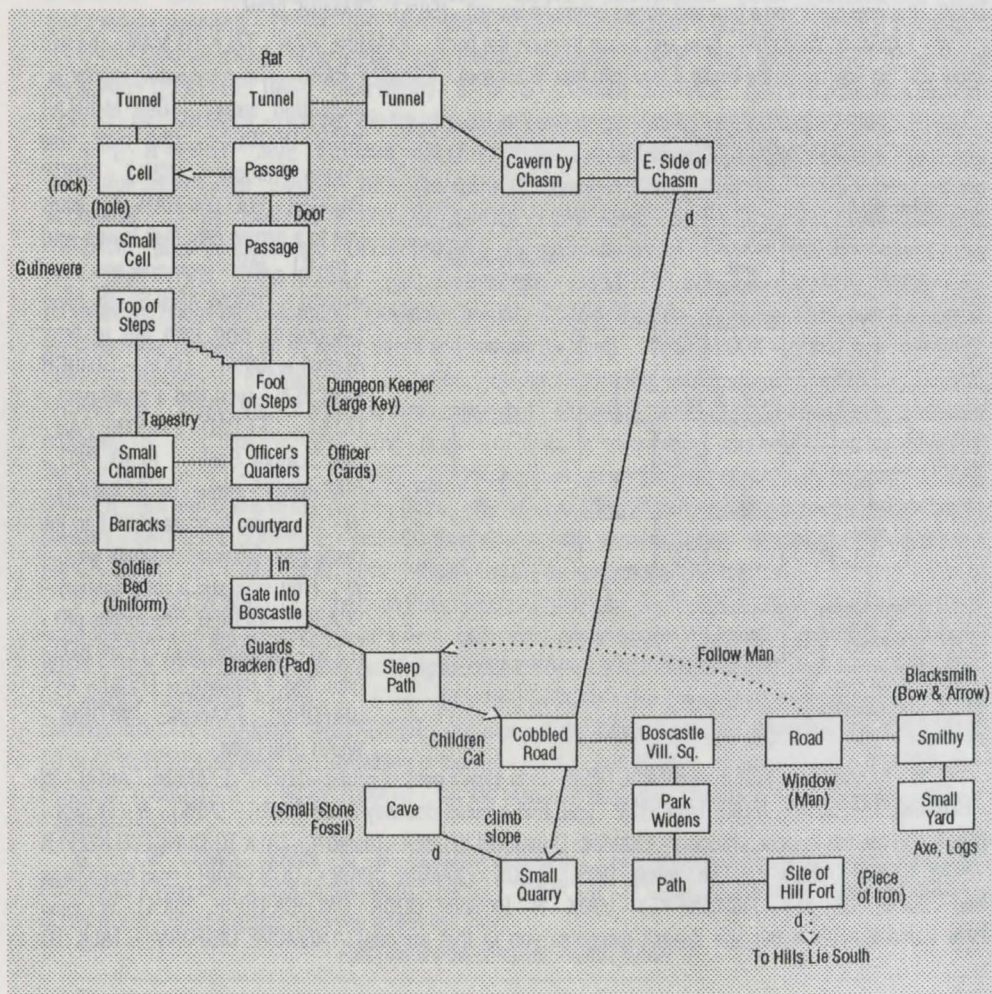 Rat
Tunnel
Tunnel
Tunnel
Cell
Passage
Cavern by
Chasm
E. Side of
Chasm
(rock)
(hole)
Door
d
Small
Cell
Passage
Guinevere
Top of
Steps
Foot
of Steps
Dungeon Keeper
(Large Key)
Tapestry
Small
Chamber
Officer's
Quarters
Officer
(Cards)
Barracks
Courtyard
in
Soldier
Bed
(Uniform)
Gate into
Boscastle
Guards
Bracken (Pad)
Steep
Path
Follow Man
Blacksmith
(Bow & Arrow)
Children
Cat
Cobbled
Road
Boscastle
Vill. Sq.
Road
Smithy
Window
(Man)
(Small Stone
Fossil)
Cave
climb
slope
Park
Widens
Small
Yard
Axe, Logs
d
Small
Quarry
Path
Site of
Hill Fort
(Piece
of Iron)
d
To Hills Lie South